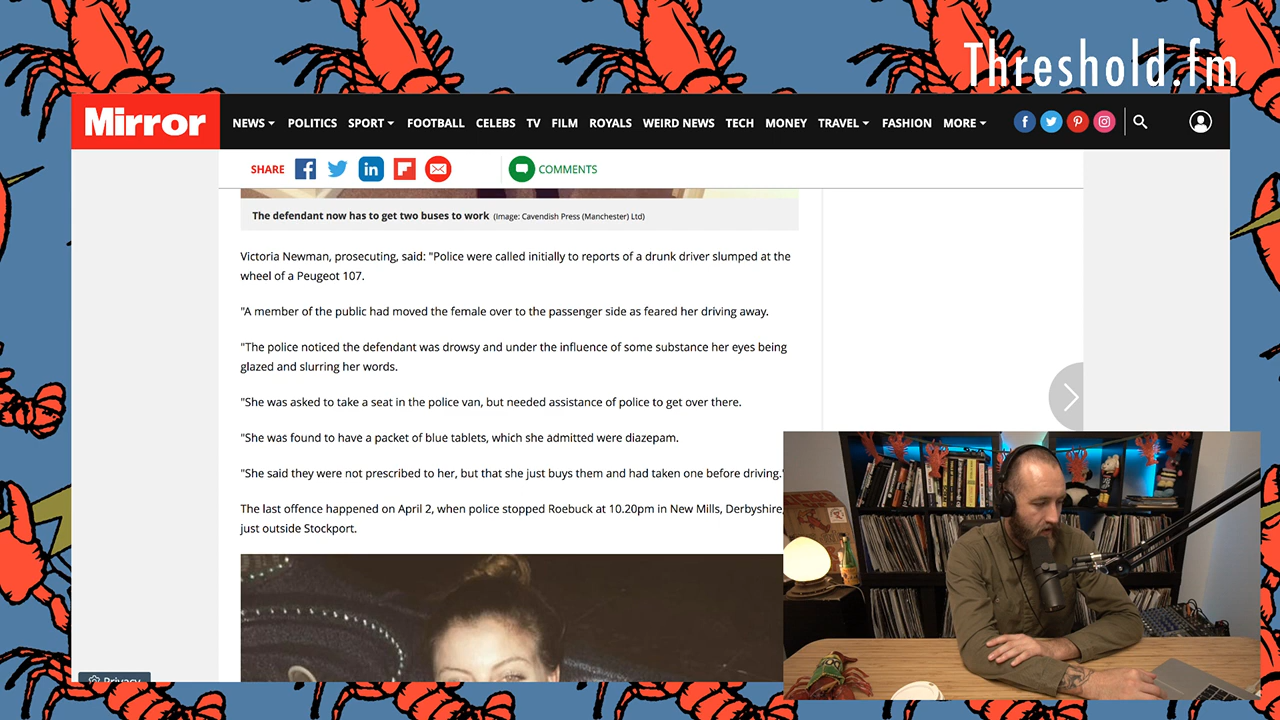 Threshold.fm
Mirror NEWS POLITICS SPORT FOOTBALL CELEBS TV FILM ROYALS WEIRD NEWS TECH MONEY TRAVEL FASHION MORE
SHARE COMMENTS
The defendant now has to get two buses to work (Image: Cavendish Press (Manchester) Ltd)
Victoria Newman, prosecuting, said: "Police were called initially to reports of a drunk driver slumped at the
wheel of a Peugeot 107.
"A member of the public had moved the female over to the passenger side as feared her driving away.
"The police noticed the defendant was drowsy and under the influence of some substance her eyes being
glazed and slurring her words.
"She was asked to take a seat in the police van, but needed assistance of police to get over there.
"She was found to have a packet of blue tablets, which she admitted were diazepam.
"She said they were not prescribed to her, but that she just buys them and had taken one before driving."
The last offence happened on April 2, when police stopped Roebuck at 10.20pm in New Mills, Derbyshire,
just outside Stockport.
Privacy